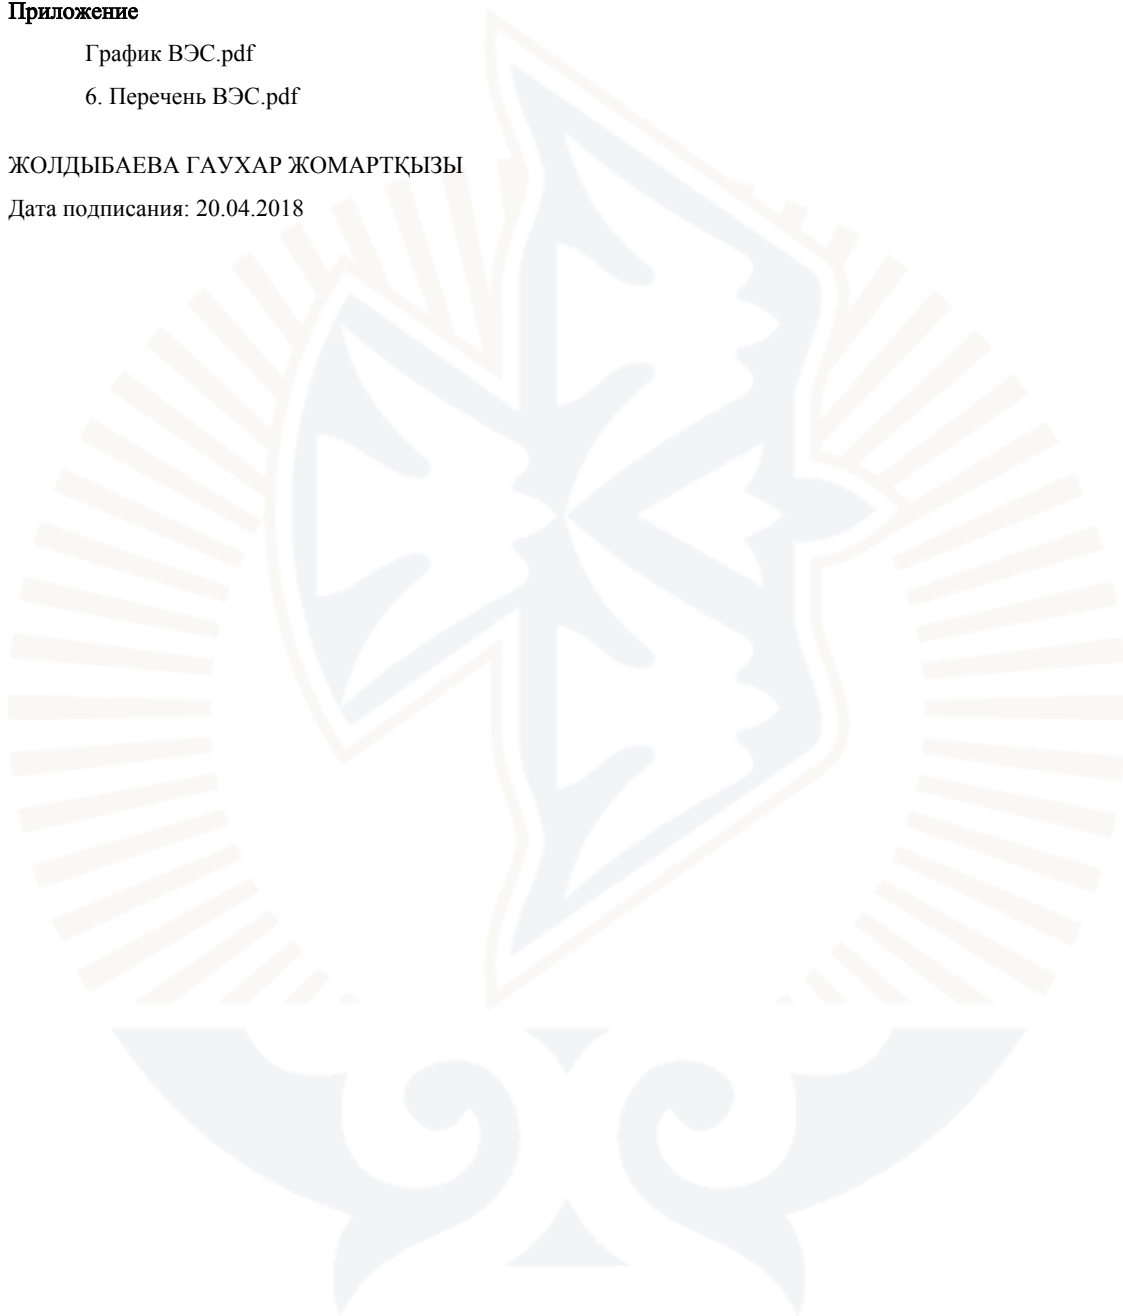 Приложение
График ВЭС.pdf
6. Перечень ВЭС.pdf
ЖОЛДЫБАЕВА ГАУХАР ЖОМАРТҚЫЗЫ
Дата подписания: 20.04.2018